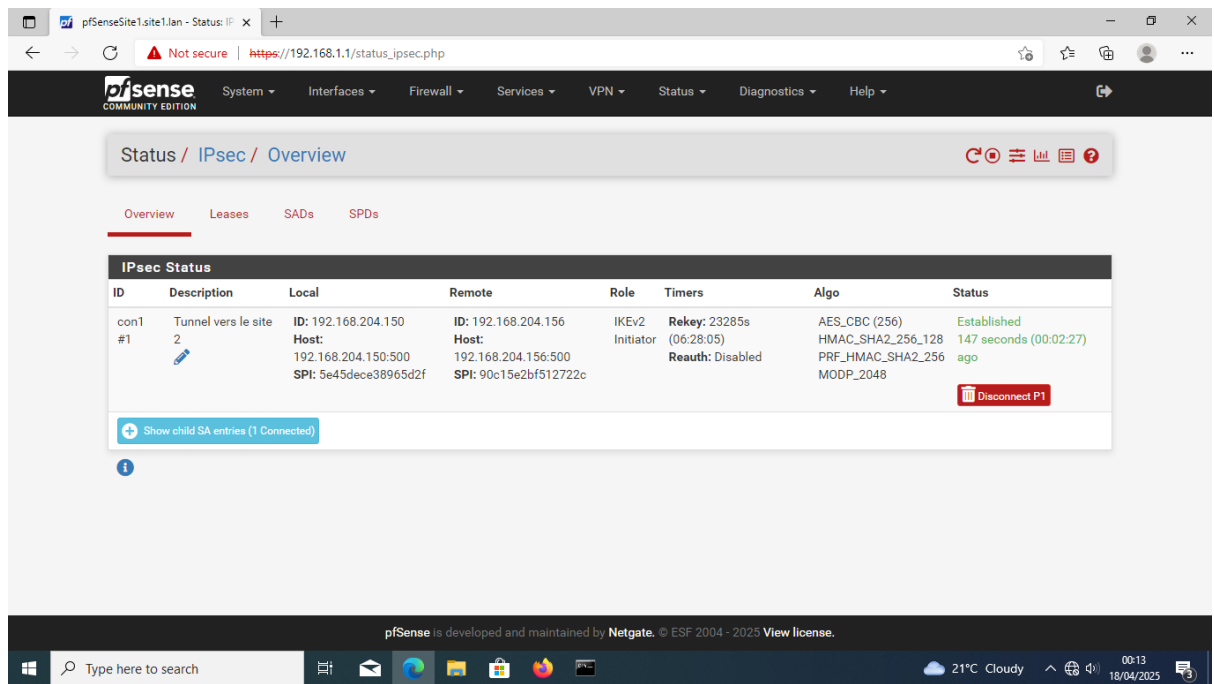 pfSenseSite1.site1.lan - Status: IP
Not secure | https://192.168.1.1/status_ipsec.php
pfsense COMMUNITY EDITION System Interfaces Firewall Services VPN Status Diagnostics Help
Status / IPsec / Overview
Overview Leases SADs SPDs
IPsec Status
ID Description Local Remote Role Timers Algo Status
con1 Tunnel vers le site ID: 192.168.204.150 ID: 192.168.204.156 IKEv2 Rekey: 23285s AES_CBC (256) Established
#1 2 Host: Host: Initiator (06:28:05) HMAC_SHA2_256_128 147 seconds (00:02:27)
192.168.204.150:500 192.168.204.156:500 Reauth: Disabled PRF_HMAC_SHA2_256 ago
SPI: 5e45dece38965d2f SPI: 90c15e2bf512722c MODP_2048
Disconnect P1
Show child SA entries (1 Connected)
pfSense is developed and maintained by Netgate. © ESF 2004 - 2025 View license.
Type here to search 21°C Cloudy 00:13
18/04/2025 3